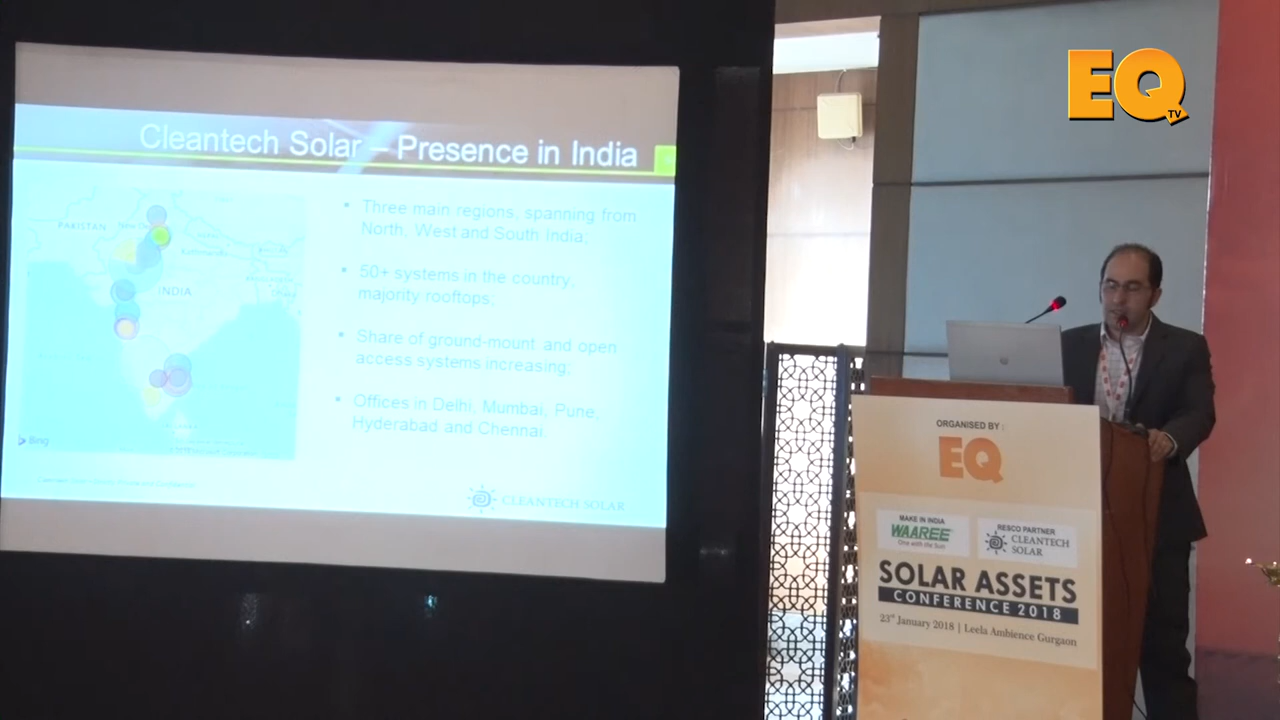 Cleantech Solar – Presence in India
PAKISTAN
INDIA
Bing
▪ Three main regions, spanning from
North, West and South India;
▪ 50+ systems in the country,
majority rooftops;
▪ Share of ground-mount and open
access systems increasing;
▪ Offices in Delhi, Mumbai, Pune,
Hyderabad and Chennai.
CLEANTECH SOLAR
EQ
TV
ORGANISED BY :
EQ
MAKE IN INDIA
WAAREE
One with the Sun
RESCO PARTNER
CLEANTECH
SOLAR
SOLAR ASSETS
CONFERENCE 2018
23rd January 2018 | Leela Ambience Gurgaon